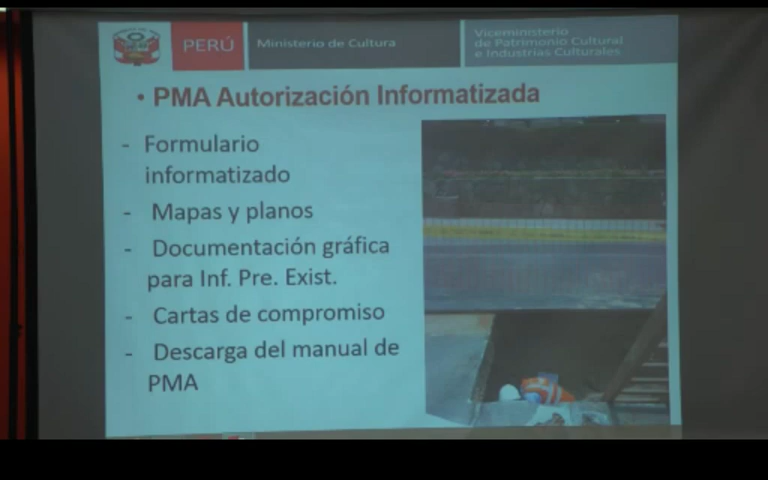 PERÚ
Ministerio de Cultura
Viceministerio
de Patrimonio Cultural
e Industrias Culturales
• PMA Autorización Informatizada
- Formulario
informatizado
- Mapas y planos
- Documentación gráfica
para Inf. Pre. Exist.
- Cartas de compromiso
- Descarga del manual de
PMA